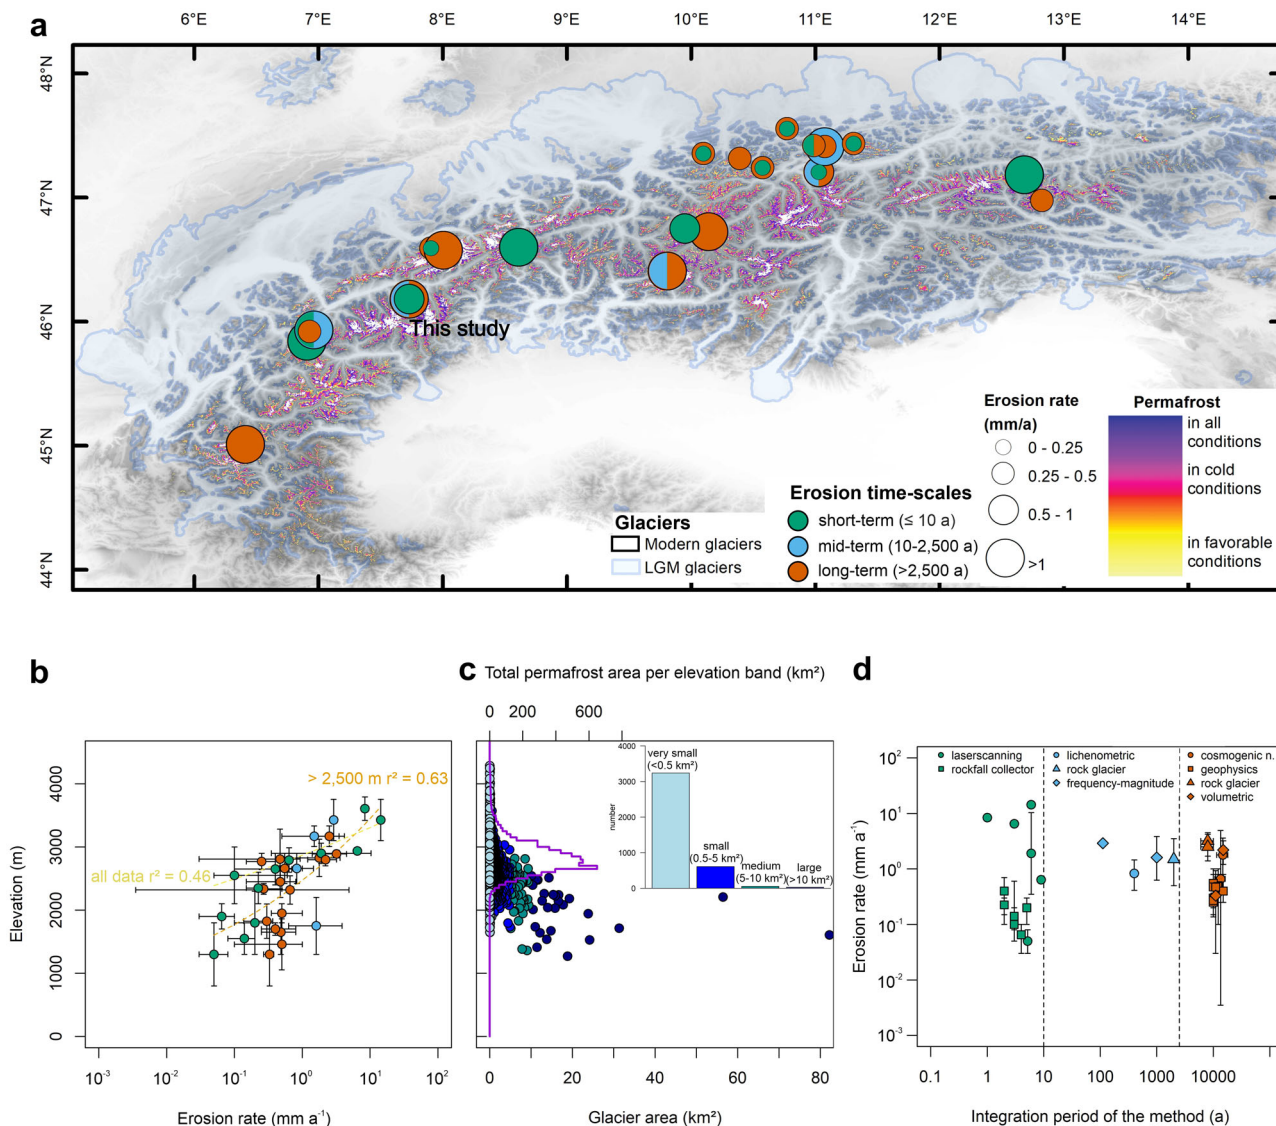 a
6°E 7°E 8°E 9°E 10°E 11°E 12°E 13°E 14°E
48°N
47°N
46°N
45°N
44°N
This study
Glaciers
Modern glaciers
LGM glaciers
Erosion time-scales
short-term (≤ 10 a)
mid-term (10-2,500 a)
long-term (>2,500 a)
Erosion rate
(mm/a)
0 - 0.25
0.25 - 0.5
0.5 - 1
>1
Permafrost
in all
conditions
in cold
conditions
in favorable
conditions
b
> 2,500 m r² = 0.63
all data r² = 0.46
Elevation (m)
4000
3000
2000
1000
0
10⁻³ 10⁻² 10⁻¹ 10⁰ 10¹ 10²
Erosion rate (mm a⁻¹)
c
Total permafrost area per elevation band (km²)
0 200 600
number
4000
3000
2000
1000
0
very small
(<0.5 km²)
small
(0.5-5 km²)
medium
(5-10 km²)
large
(>10 km²)
0 20 40 60 80
Glacier area (km²)
d
laserscanning
rockfall collector
lichenometric
rock glacier
frequency-magnitude
cosmogenic n.
geophysics
rock glacier
volumetric
Erosion rate (mm a⁻¹)
10²
10¹
10⁰
10⁻¹
10⁻²
10⁻³
0.1 1 10 100 1000 10000
Integration period of the method (a)